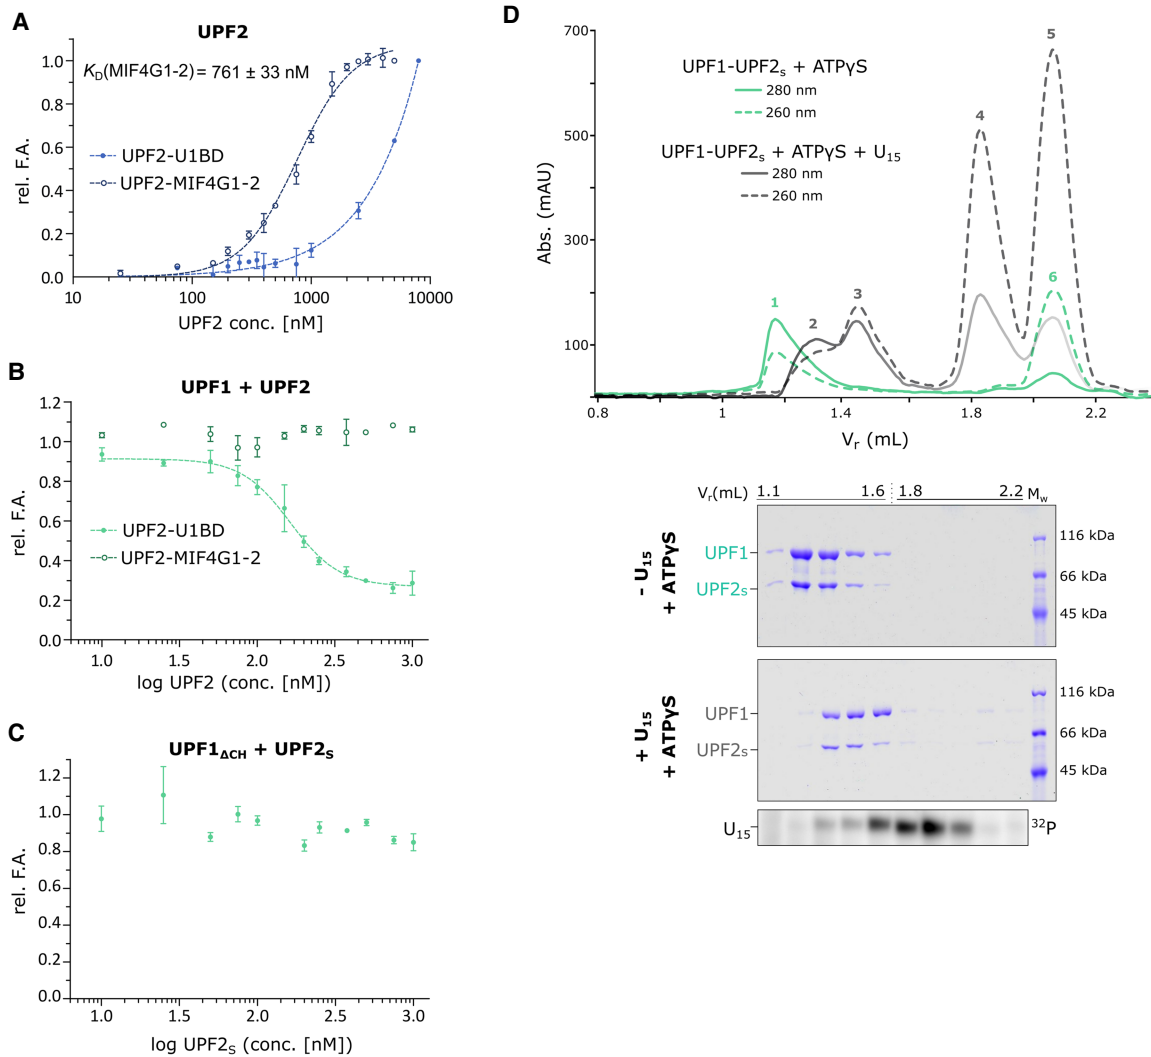 A
UPF2
KD(MIF4G1-2) = 761 ± 33 nM
UPF2-U1BD
UPF2-MIF4G1-2
rel. F.A.
1.0
0.8
0.6
0.4
0.2
0.0
10 100 1000 10000
UPF2 conc. [nM]
B
UPF1 + UPF2
rel. F.A.
1.2
1.0
0.8
0.6
0.4
0.2
0.0
UPF2-U1BD
UPF2-MIF4G1-2
1.0 1.5 2.0 2.5 3.0
log UPF2 (conc. [nM])
C
UPF1ΔCH + UPF2S
rel. F.A.
1.2
1.0
0.8
0.6
0.4
0.2
0.0
1.0 1.5 2.0 2.5 3.0
log UPF2S (conc. [nM])
D
700
500
300
100
Abs. (mAU)
UPF1-UPF2s + ATPγS
280 nm
260 nm
UPF1-UPF2s + ATPγS + U15
280 nm
260 nm
1
2
3
4
5
6
0.8 1 1.4 1.8 2.2
Vr (mL)
Vr(mL) 1.1 1.6 1.8 2.2 Mw
- U15
+ ATPγS
UPF1
UPF2s
116 kDa
66 kDa
45 kDa
+ U15
+ ATPγS
UPF1
UPF2s
116 kDa
66 kDa
45 kDa
U15 32P